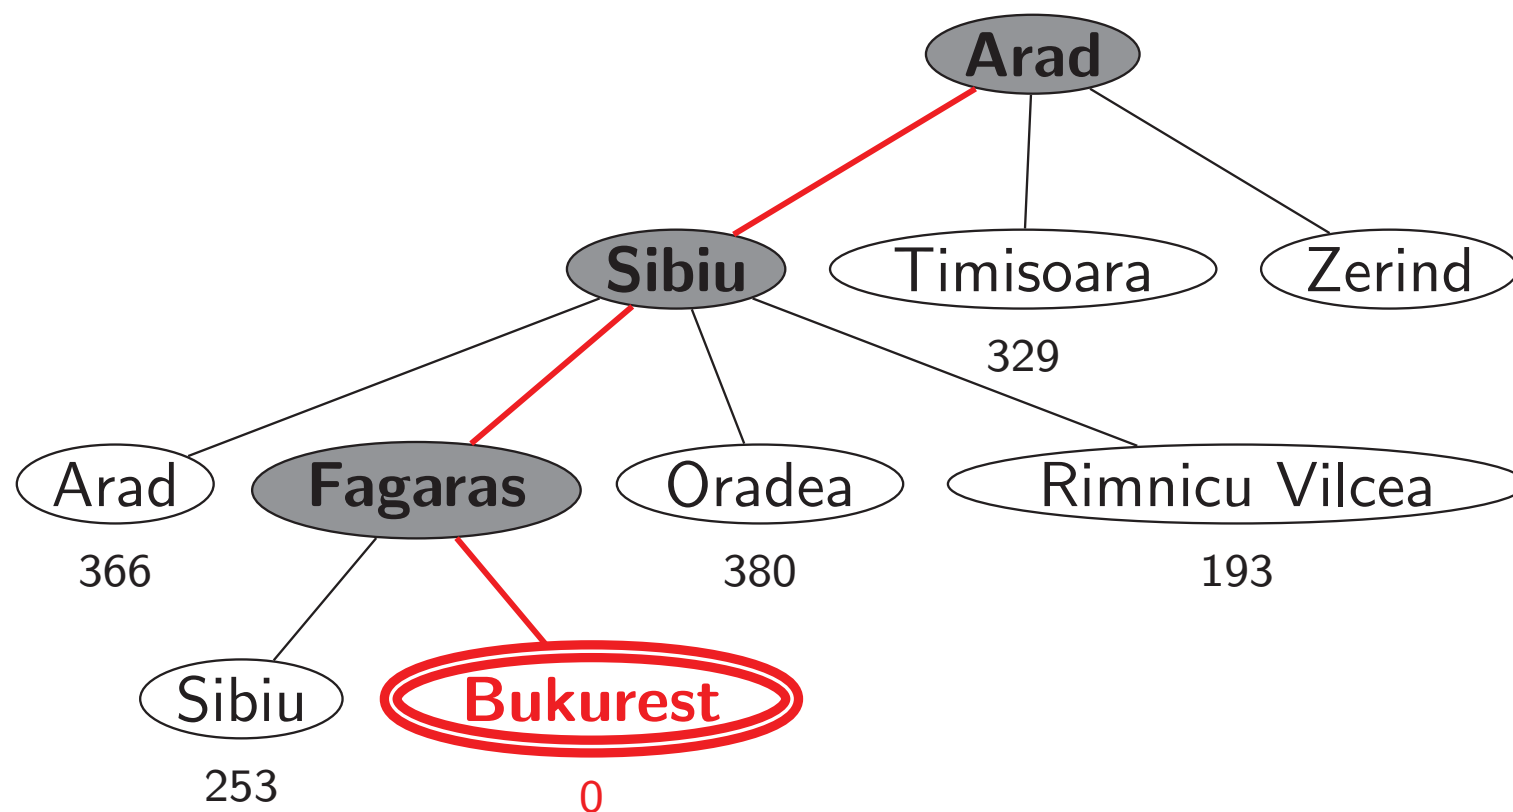 Arad
Sibiu
Timisoara
Zerind
329
Arad
Fagaras
Oradea
Rimnicu Vilcea
366
380
193
Sibiu
Bukurest
253
0